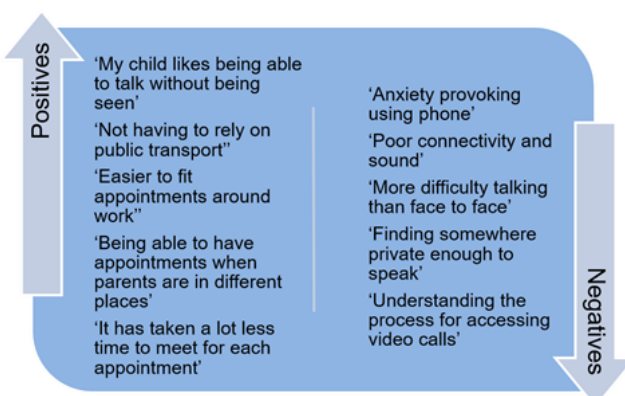 Positives
‘My child likes being able
to talk without being
seen’
‘Not having to rely on
public transport’’
‘Easier to fit
appointments around
work’’
‘Being able to have
appointments when
parents are in different
places’
‘It has taken a lot less
time to meet for each
appointment’
‘Anxiety provoking
using phone’
‘Poor connectivity and
sound’
‘More difficulty talking
than face to face’
‘Finding somewhere
private enough to
speak’
‘Understanding the
process for accessing
video calls’
Negatives